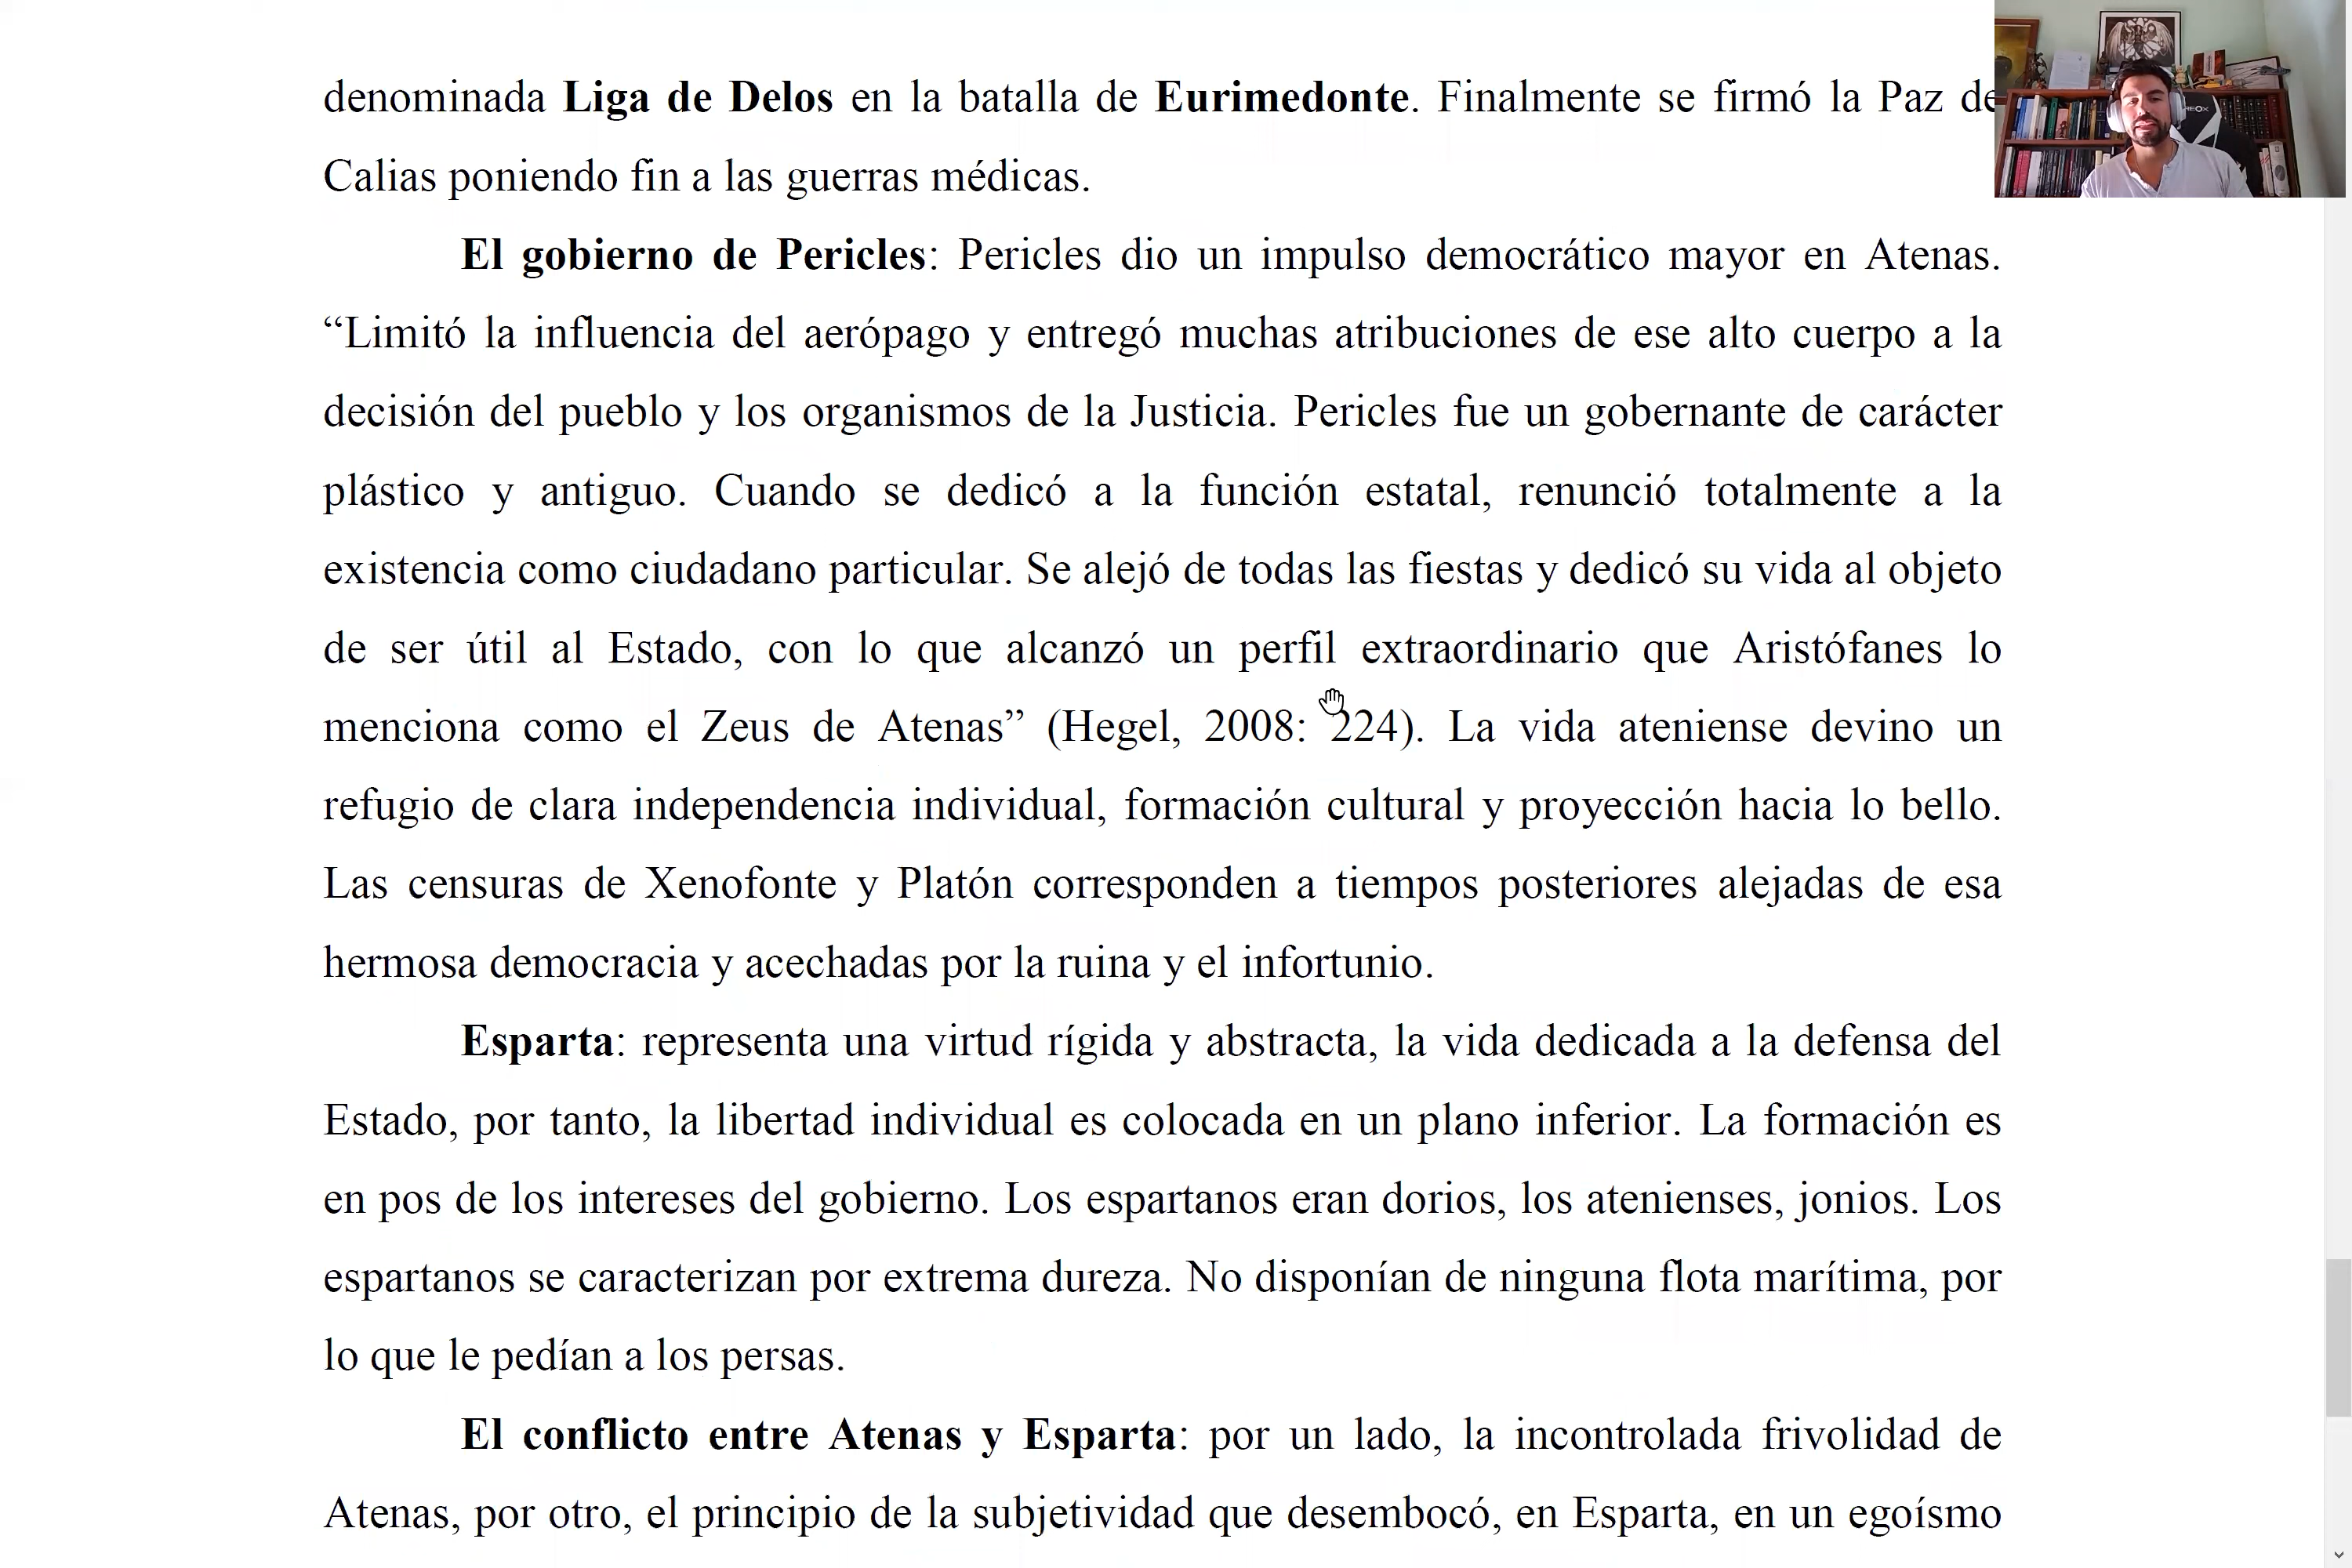 denominada Liga de Delos en la batalla de Eurimedonte. Finalmente se firmó la Paz de
Calias poniendo fin a las guerras médicas.
El gobierno de Pericles: Pericles dio un impulso democrático mayor en Atenas.
“Limitó la influencia del aerópago y entregó muchas atribuciones de ese alto cuerpo a la
decisión del pueblo y los organismos de la Justicia. Pericles fue un gobernante de carácter
plástico y antiguo. Cuando se dedicó a la función estatal, renunció totalmente a la
existencia como ciudadano particular. Se alejó de todas las fiestas y dedicó su vida al objeto
de ser útil al Estado, con lo que alcanzó un perfil extraordinario que Aristófanes lo
menciona como el Zeus de Atenas” (Hegel, 2008: 224). La vida ateniense devino un
refugio de clara independencia individual, formación cultural y proyección hacia lo bello.
Las censuras de Xenofonte y Platón corresponden a tiempos posteriores alejadas de esa
hermosa democracia y acechadas por la ruina y el infortunio.
Esparta: representa una virtud rígida y abstracta, la vida dedicada a la defensa del
Estado, por tanto, la libertad individual es colocada en un plano inferior. La formación es
en pos de los intereses del gobierno. Los espartanos eran dorios, los atenienses, jonios. Los
espartanos se caracterizan por extrema dureza. No disponían de ninguna flota marítima, por
lo que le pedían a los persas.
El conflicto entre Atenas y Esparta: por un lado, la incontrolada frivolidad de
Atenas, por otro, el principio de la subjetividad que desembocó, en Esparta, en un egoísmo